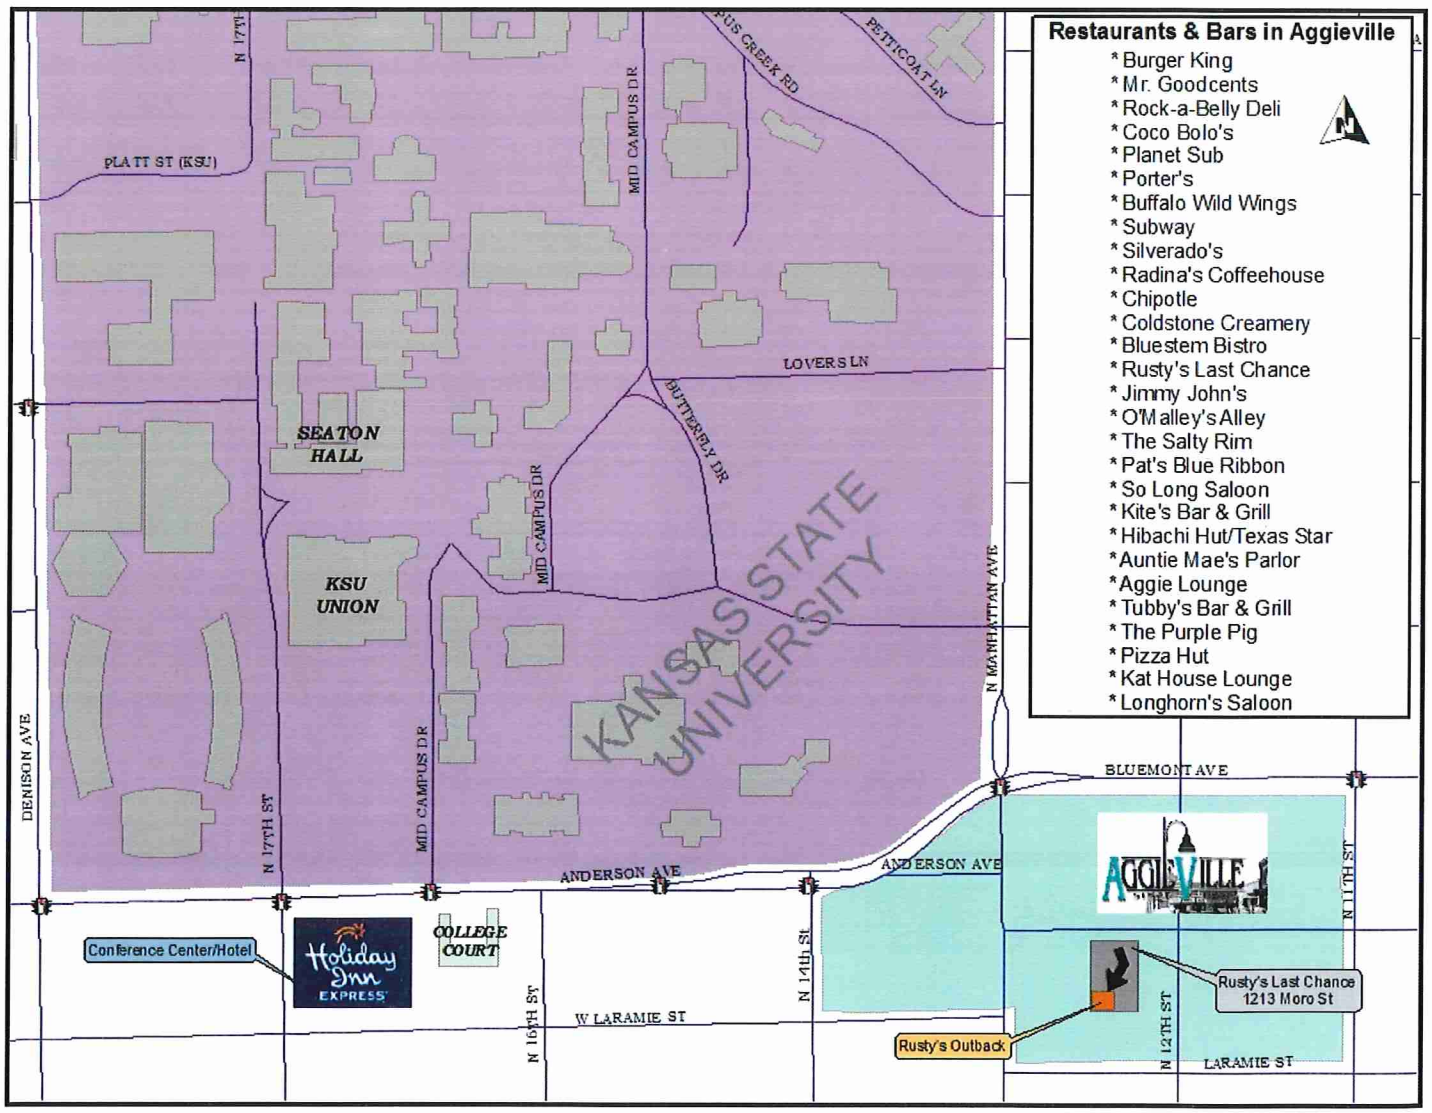 Restaurants & Bars in Aggieville
* Burger King
* Mr. Goodcents
* Rock-a-Belly Deli
* Coco Bolo's
* Planet Sub
* Porter's
* Buffalo Wild Wings
* Subway
* Silverado's
* Radina's Coffeehouse
* Chipotle
* Coldstone Creamery
* Bluestem Bistro
* Rusty's Last Chance
* Jimmy John's
* O'Malley's Alley
* The Salty Rim
* Pat's Blue Ribbon
* So Long Saloon
* Kite's Bar & Grill
* Hibachi Hut/Texas Star
* Auntie Mae's Parlor
* Aggie Lounge
* Tubby's Bar & Grill
* The Purple Pig
* Pizza Hut
* Kat House Lounge
* Longhorn's Saloon
N
A
N 17TH
PUS CREEK RD
PETTICOAT LN
MID CAMPUS DR
PLATT ST (KSU)
LOVERS LN
BUTTERFLY DR
SEATON
HALL
MID CAMPUS DR
KANSAS STATE
UNIVERSITY
KSU
UNION
N MANHATTAN AVE
DENISON AVE
N 17TH ST
MID CAMPUS DR
BLUEMONT AVE
ANDERSON AVE
ANDERSON AVE
AGGIEVILLE
N 11TH ST
Conference Center/Hotel
Holiday
Inn
EXPRESS
COLLEGE
COURT
N 14th St
N 16TH ST
W LARAMIE ST
Rusty's Last Chance
1213 Moro St
Rusty's Outback
N 12TH ST
LARAMIE ST